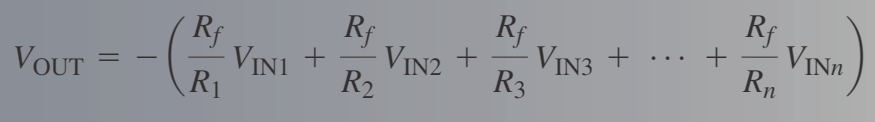 V_OUT = −(R_f/R_1 V_IN1 + R_f/R_2 V_IN2 + R_f/R_3 V_IN3 + ⋯ + R_f/R_n V_INn)